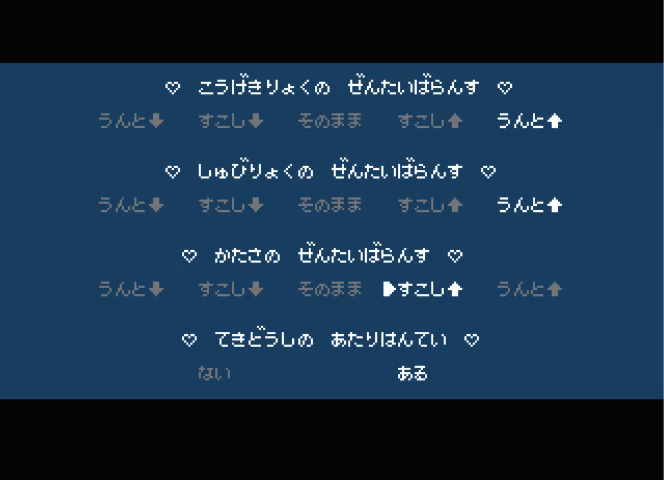 ♡ こうげきりょくの ぜんたいばらんす ♡
うんと⬇ すこし⬇ そのまま すこし⬆ うんと⬆
♡ しゅびりょくの ぜんたいばらんす ♡
うんと⬇ すこし⬇ そのまま すこし⬆ うんと⬆
♡ かたさの ぜんたいばらんす ♡
うんと⬇ すこし⬇ そのまま ▶すこし⬆ うんと⬆
♡ てきどうしの あたりはんてい ♡
ない ある